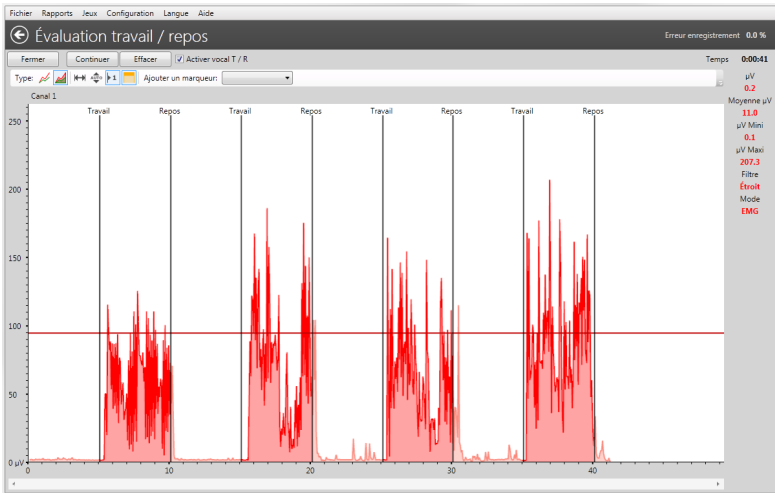 Fichier Rapports Jeux Configuration Langue Aide
Évaluation travail / repos
Erreur enregistrement 0.0 %
Fermer Continuer Effacer Activer vocal T / R
Temps 0:00:41
Type: AUTO 1 Ajouter un marqueur:
µV
0.2
Moyenne µV
11.0
µV Mini
0.1
µV Maxi
207.3
Filtre
Étroit
Mode
EMG
Canal 1
Travail Repos Travail Repos Travail Repos Travail Repos
250
200
150
100
50
0 µV
0 10 20 30 40